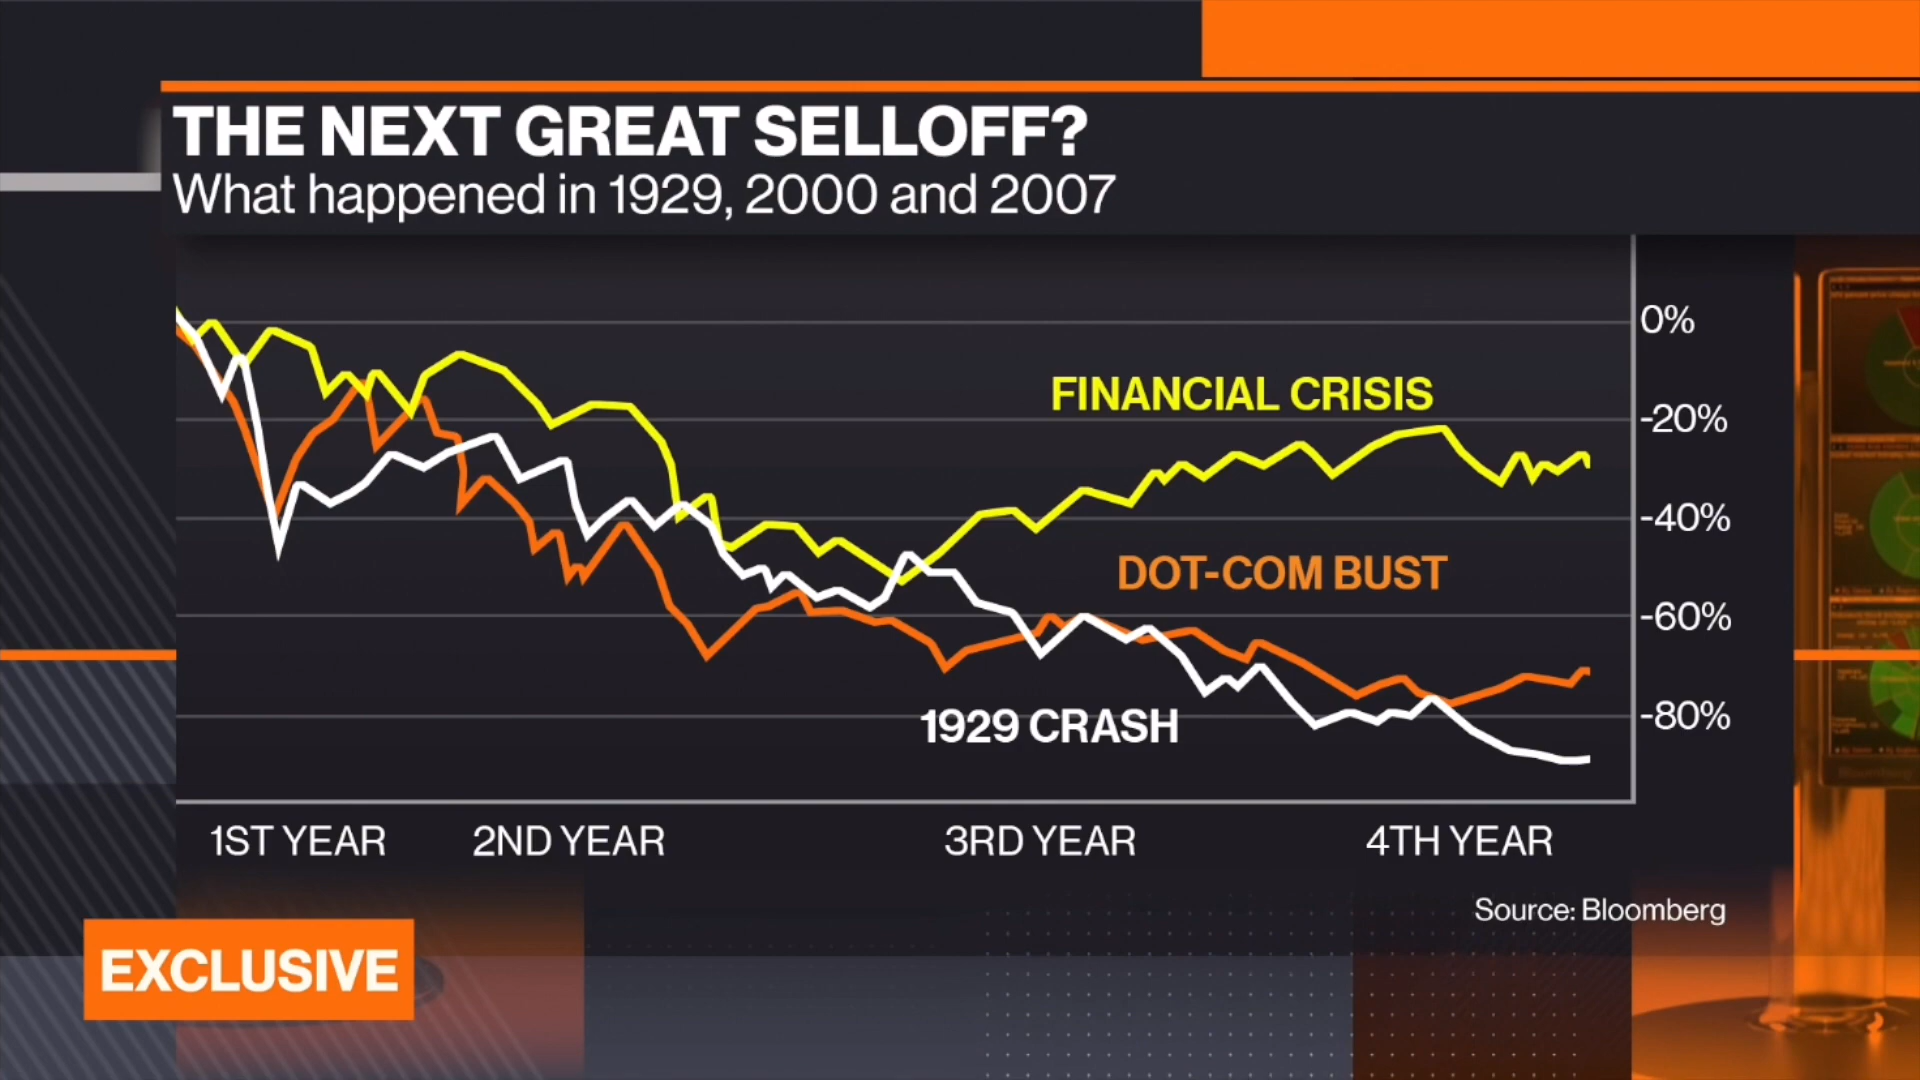 THE NEXT GREAT SELLOFF?
What happened in 1929, 2000 and 2007
0%
FINANCIAL CRISIS
-20%
-40%
DOT-COM BUST
-60%
1929 CRASH
-80%
1ST YEAR 2ND YEAR 3RD YEAR 4TH YEAR
Source: Bloomberg
EXCLUSIVE